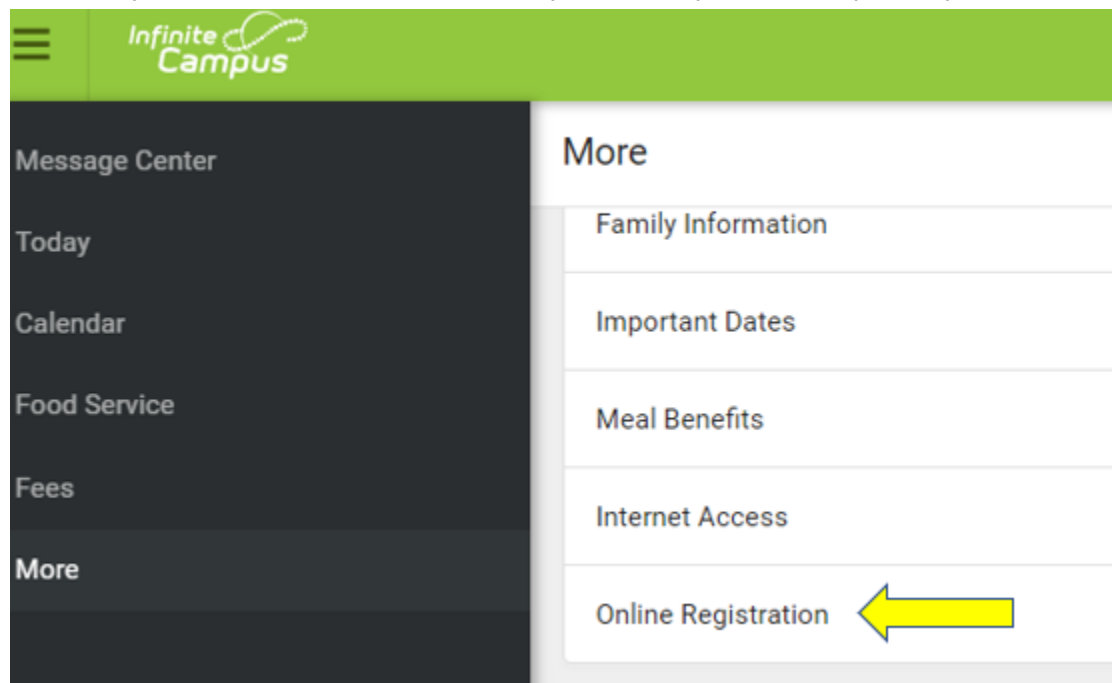 Infinite
Campus
Message Center
Today
Calendar
Food Service
Fees
More
More
Family Information
Important Dates
Meal Benefits
Internet Access
Online Registration